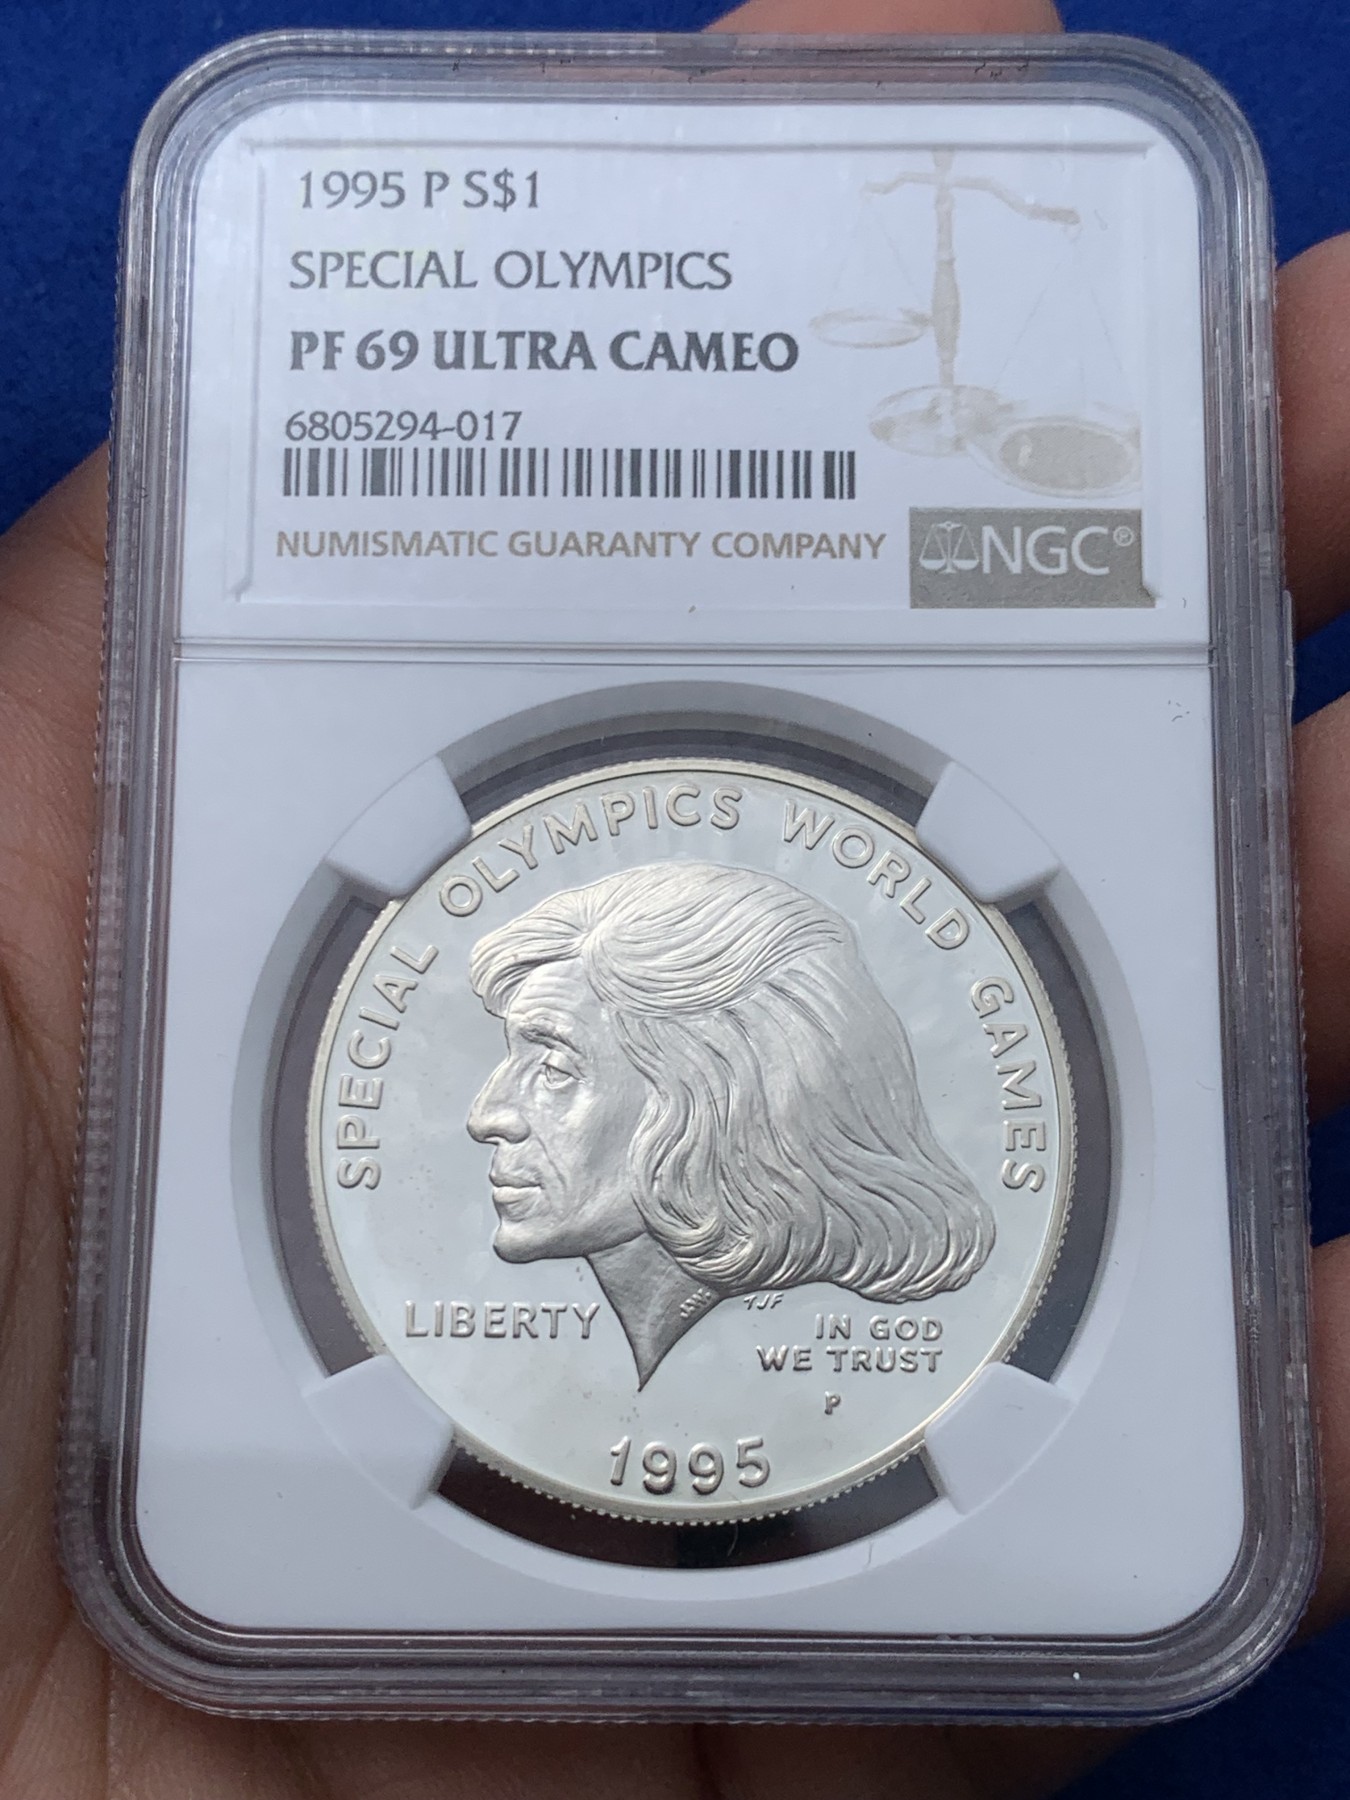 1995 P S$1
SPECIAL OLYMPICS
PF 69 ULTRA CAMEO
6805294-017
NUMISMATIC GUARANTY COMPANY
NGC®
SPECIAL OLYMPICS WORLD GAMES
LIBERTY
TJF
IN GOD
WE TRUST
P
1995